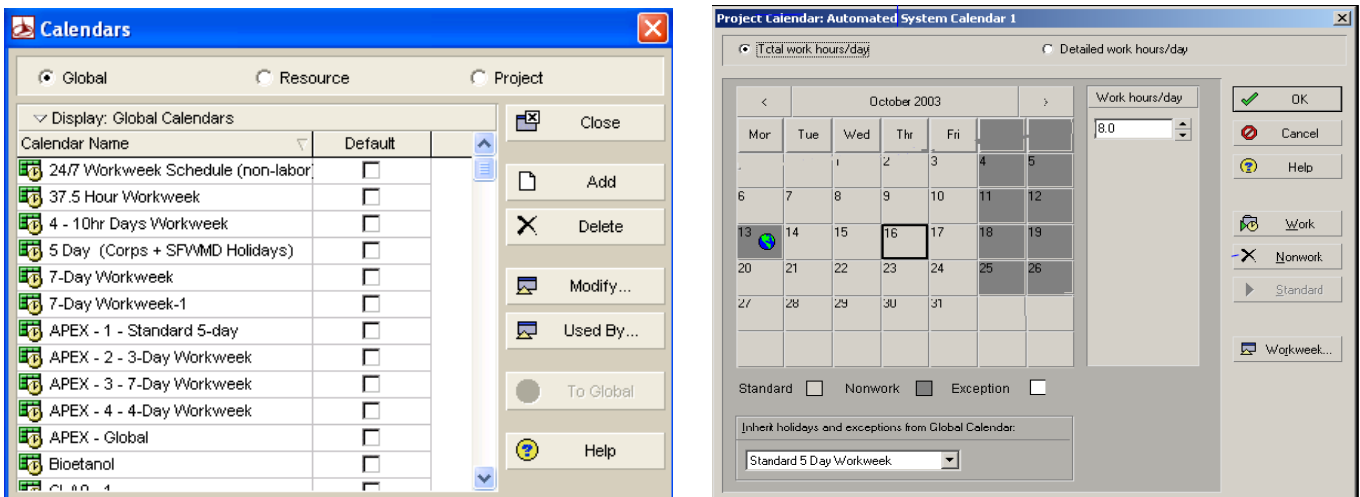 Calendars
Global Resource Project
Display: Global Calendars
Calendar Name Default
24/7 Workweek Schedule (non-labor)
37.5 Hour Workweek
4 - 10hr Days Workweek
5 Day (Corps + SFWMD Holidays)
7-Day Workweek
7-Day Workweek-1
APEX - 1 - Standard 5-day
APEX - 2 - 3-Day Workweek
APEX - 3 - 7-Day Workweek
APEX - 4 - 4-Day Workweek
APEX - Global
Bioetanol
Close
Add
Delete
Modify...
Used By...
To Global
Help
Project Calendar: Automated System Calendar 1
Total work hours/day Detailed work hours/day
< October 2003 >
Mor Tue Wed Thr Fri
1 2 3 4 5
6 7 8 9 10 11 12
13 14 15 16 17 18 19
20 21 22 23 24 25 26
27 28 29 30 31
Standard Nonwork Exception
Inherit holidays and exceptions from Global Calendar:
Standard 5 Day Workweek
Work hours/day
8.0
OK
Cancel
Help
Work
Nonwork
Standard
Workweek...